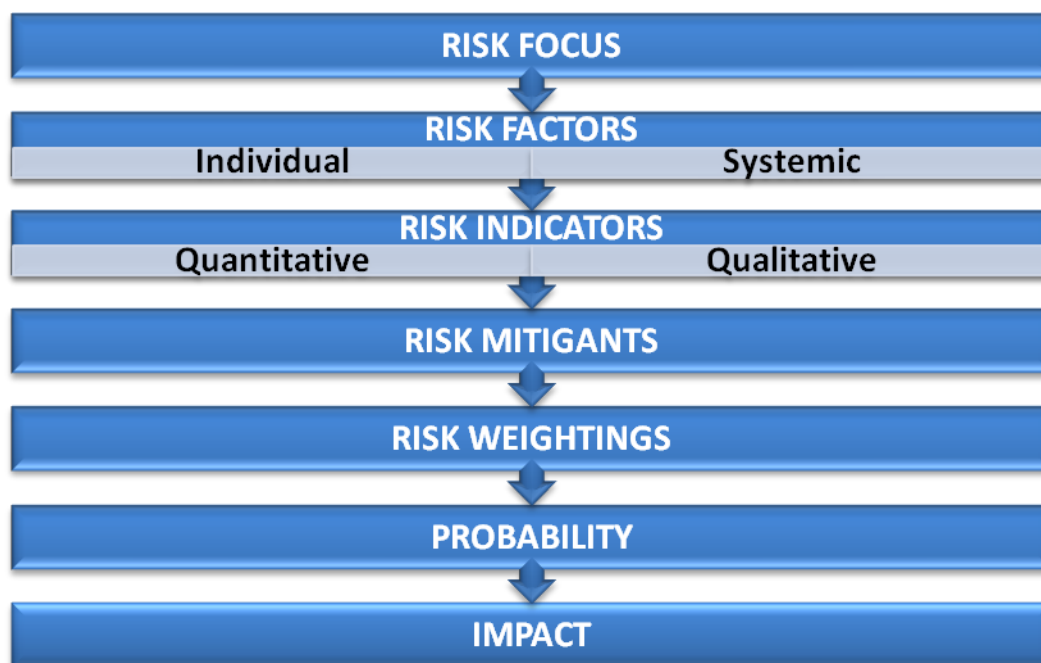 RISK FOCUS
RISK FACTORS
Individual Systemic
RISK INDICATORS
Quantitative Qualitative
RISK MITIGANTS
RISK WEIGHTINGS
PROBABILITY
IMPACT